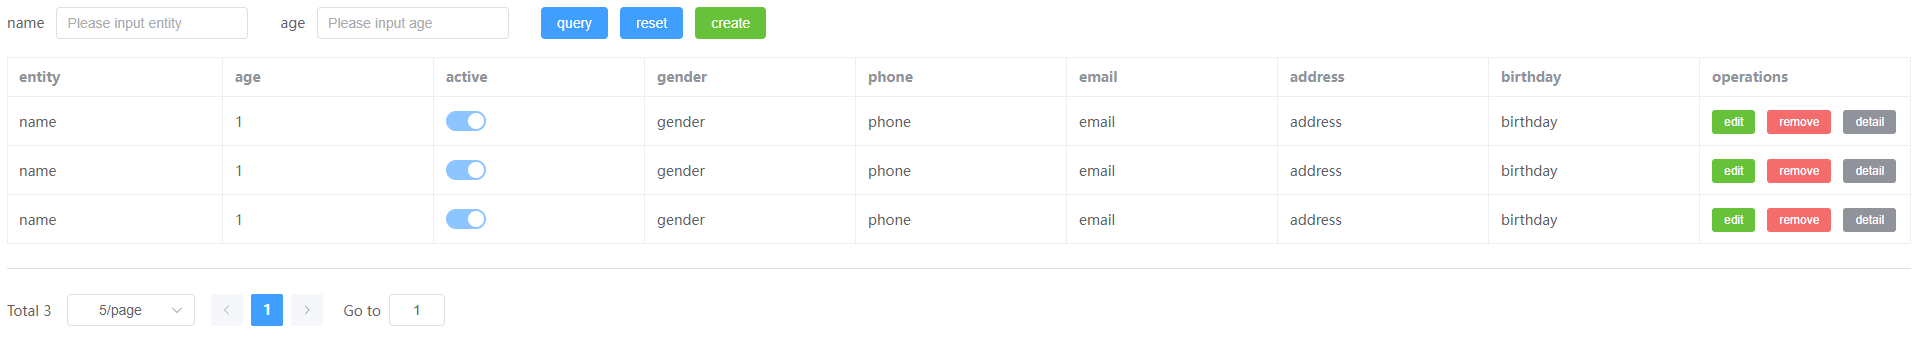 name Please input entity age Please input age query reset create
entity age active gender phone email address birthday operations
name 1 gender phone email address birthday edit remove detail
name 1 gender phone email address birthday edit remove detail
name 1 gender phone email address birthday edit remove detail
Total 3 5/page 1 Go to 1